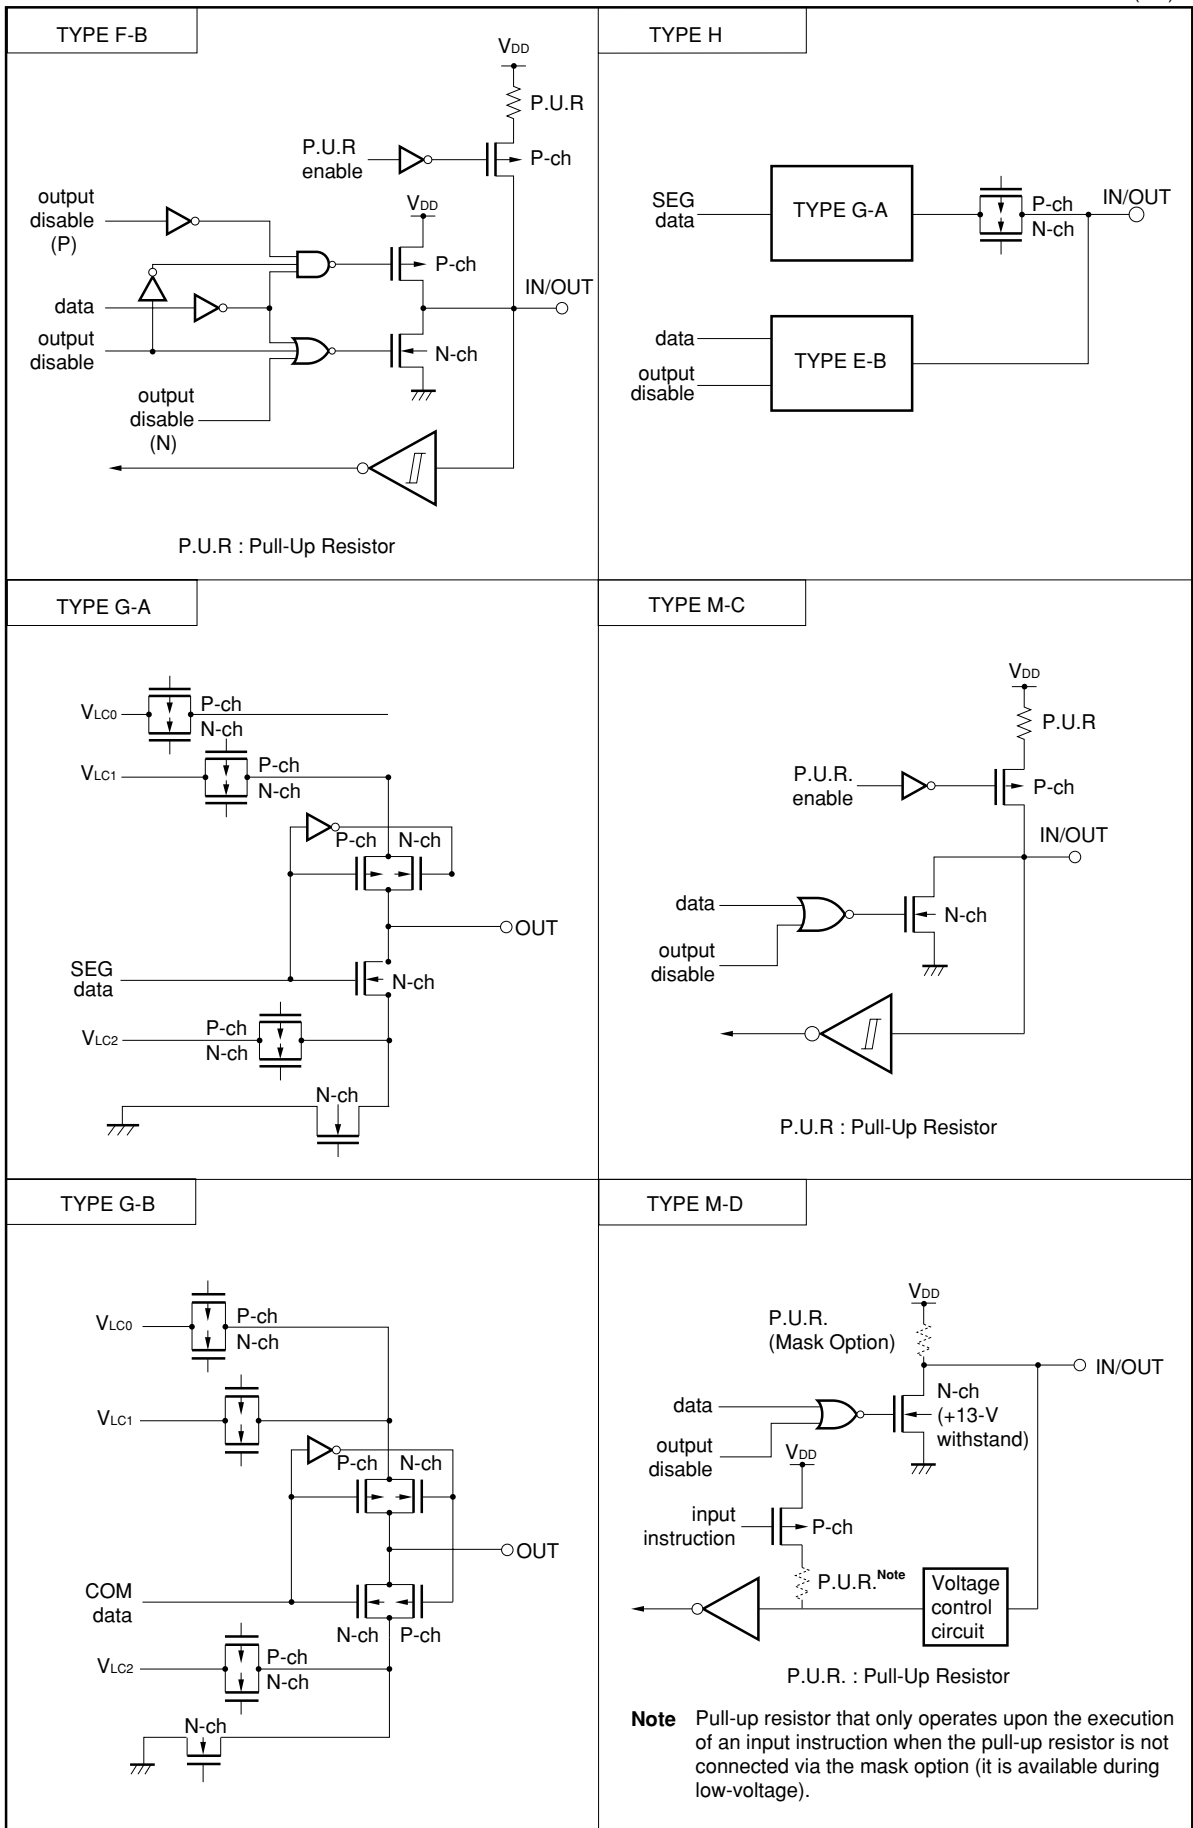 TYPE F-B
VDD
P.U.R
P.U.R
enable
P-ch
output
disable
(P)
VDD
P-ch
IN/OUT
data
output
disable
N-ch
output
disable
(N)
P.U.R : Pull-Up Resistor
TYPE H
SEG
data
TYPE G-A
P-ch
N-ch
IN/OUT
data
output
disable
TYPE E-B
TYPE G-A
VLC0
P-ch
N-ch
VLC1
P-ch
N-ch
P-ch
N-ch
OUT
SEG
data
N-ch
VLC2
P-ch
N-ch
N-ch
TYPE M-C
VDD
P.U.R
P.U.R.
enable
P-ch
IN/OUT
data
N-ch
output
disable
P.U.R : Pull-Up Resistor
TYPE G-B
VLC0
P-ch
N-ch
VLC1
P-ch
N-ch
OUT
COM
data
N-ch
P-ch
VLC2
P-ch
N-ch
N-ch
TYPE M-D
VDD
P.U.R.
(Mask Option)
IN/OUT
data
N-ch
(+13-V
withstand)
output
disable
VDD
input
instruction
P-ch
P.U.R.Note
Voltage
control
circuit
P.U.R. : Pull-Up Resistor
Note Pull-up resistor that only operates upon the execution
of an input instruction when the pull-up resistor is not
connected via the mask option (it is available during
low-voltage).